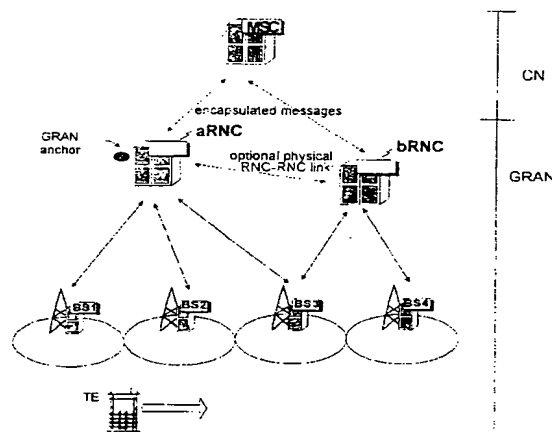 MSC
CN
encapsulated messages
aRNC
GRAN
anchor
optional physical
RNC-RNC link
bRNC
GRAN
BS1
BS2
BS3
BS4
TE